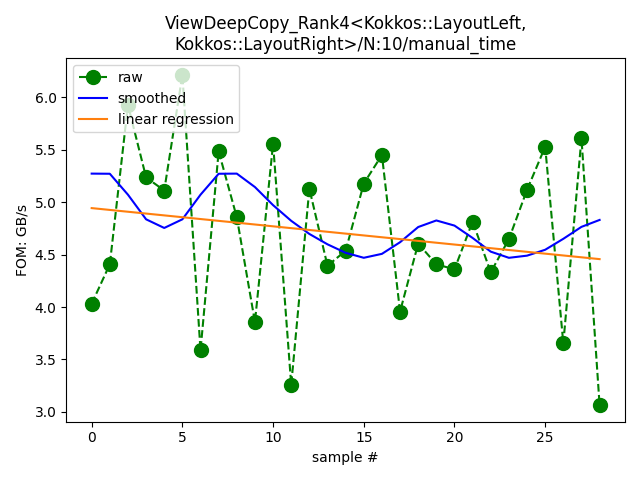 ViewDeepCopy_Rank4<Kokkos::LayoutLeft,
Kokkos::LayoutRight>/N:10/manual_time
raw
smoothed
linear regression
FOM: GB/s
6.0
5.5
5.0
4.5
4.0
3.5
3.0
0
5
10
15
20
25
sample #